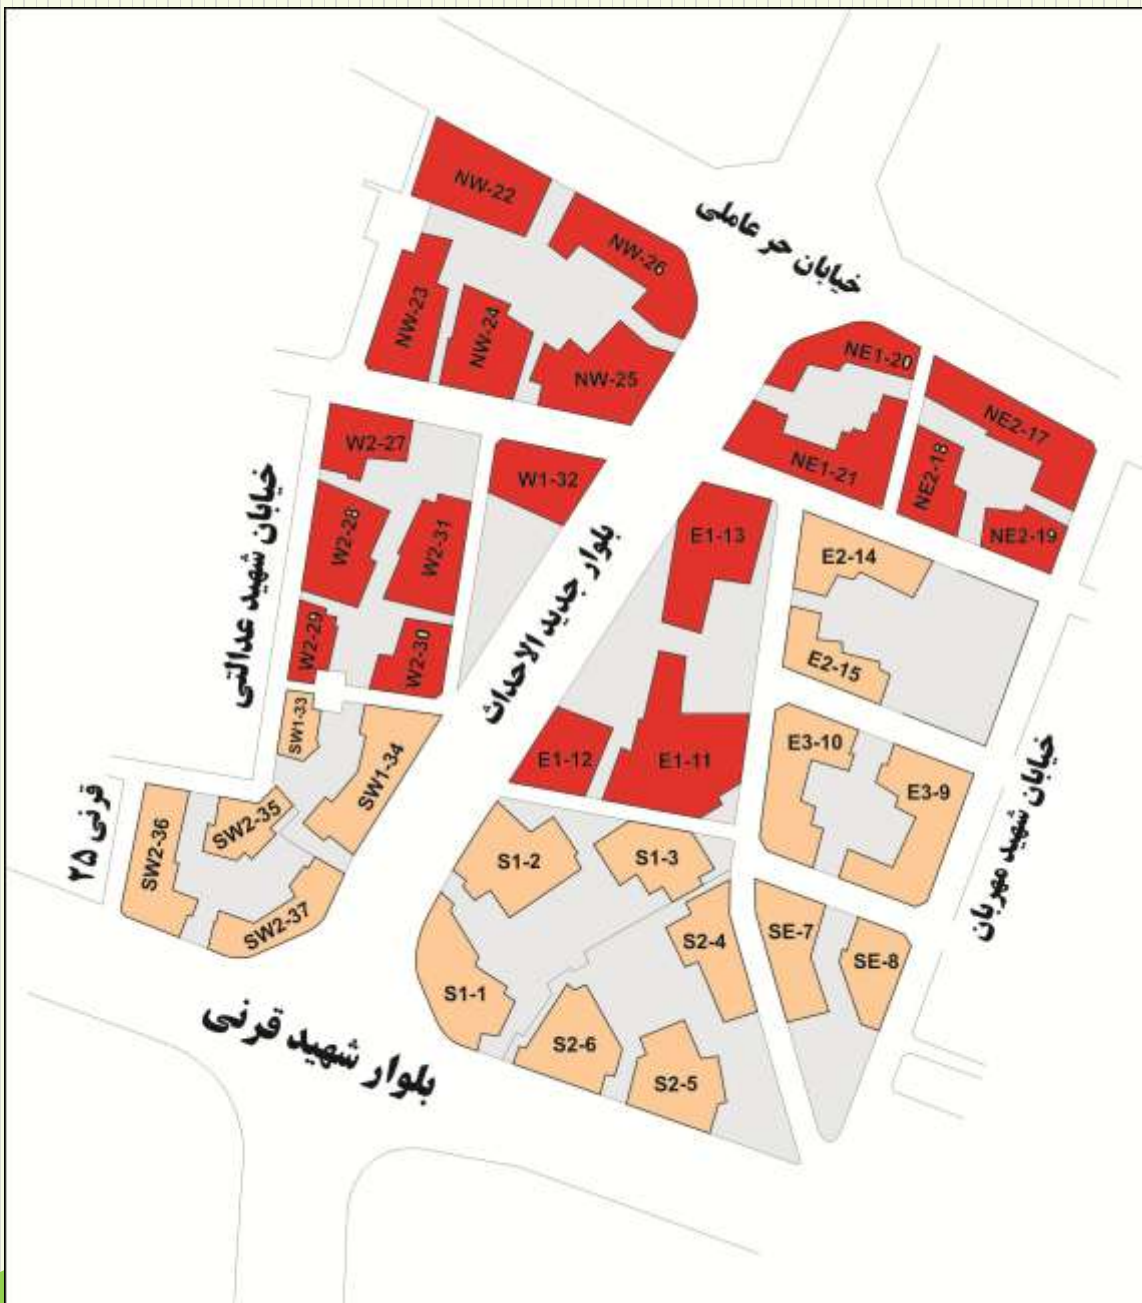 NW-22
NW-26
خیابان حر عاملی
NW-23
NW-24
NW-25
NE1-20
NE2-17
NE1-21
NE2-18
NE2-19
W2-27
W1-32
W2-28
W2-31
W2-29
W2-30
خیابان شهید عدالتی
بلوار جدید الاحداث
E1-13
E2-14
E2-15
E1-12
E1-11
E3-10
E3-9
خیابان شهید مهربان
SW1-33
SW1-34
قرنی ۲۵
SW2-36
SW2-35
SW2-37
S1-2
S1-3
S2-4
SE-7
SE-8
S1-1
S2-6
S2-5
بلوار شهید قرنی